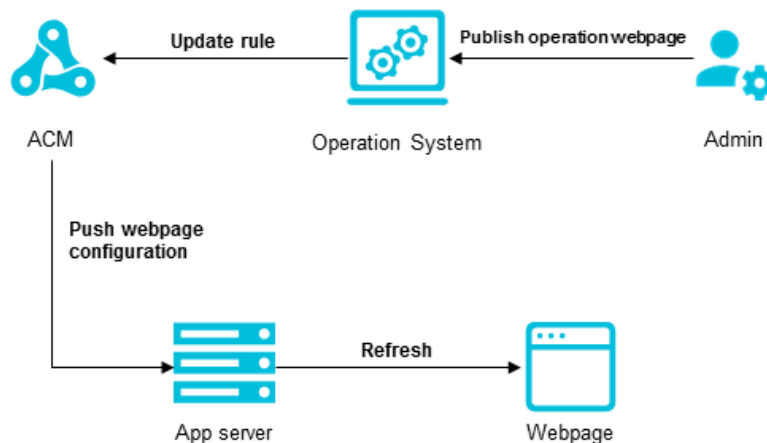 Update rule
Publish operation webpage
ACM
Operation System
Admin
Push webpage
configuration
Refresh
App server
Webpage